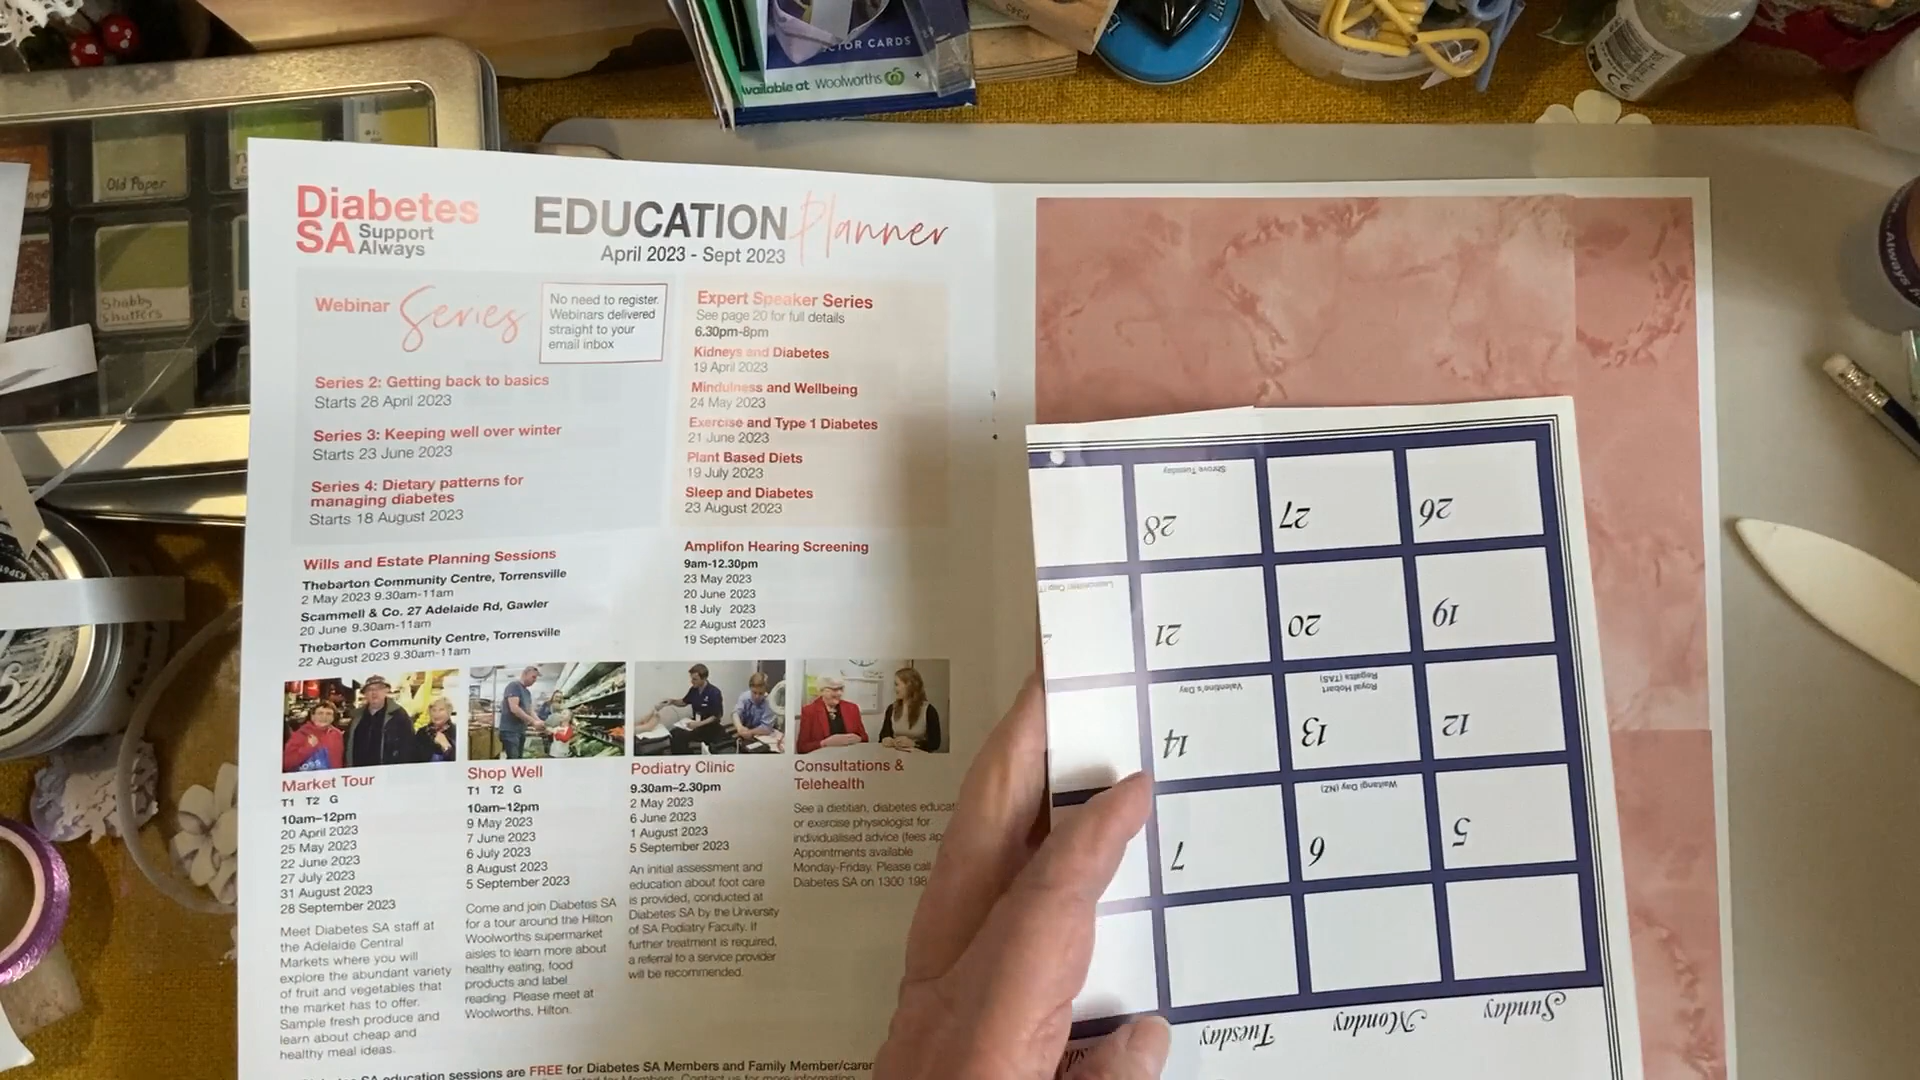 CTOR CARDS
Available at Woolworths
Old Paper
Shabby
Shutters
Diabetes
SA Support
Always
EDUCATION Planner
April 2023 - Sept 2023
Webinar Series
No need to register.
Webinars delivered
straight to your
email inbox
Series 2: Getting back to basics
Starts 28 April 2023
Series 3: Keeping well over winter
Starts 23 June 2023
Series 4: Dietary patterns for
managing diabetes
Starts 18 August 2023
Expert Speaker Series
See page 20 for full details
6.30pm-8pm
Kidneys and Diabetes
19 April 2023
Mindulness and Wellbeing
24 May 2023
Exercise and Type 1 Diabetes
21 June 2023
Plant Based Diets
19 July 2023
Sleep and Diabetes
23 August 2023
Wills and Estate Planning Sessions
Thebarton Community Centre, Torrensville
2 May 2023 9.30am-11am
Scammell & Co. 27 Adelaide Rd, Gawler
20 June 9.30am-11am
Thebarton Community Centre, Torrensville
22 August 2023 9.30am-11am
Amplifon Hearing Screening
9am-12.30pm
23 May 2023
20 June 2023
18 July 2023
22 August 2023
19 September 2023
Market Tour
T1 T2 G
10am–12pm
20 April 2023
25 May 2023
22 June 2023
27 July 2023
31 August 2023
28 September 2023
Meet Diabetes SA staff at
the Adelaide Central
Markets where you will
explore the abundant variety
of fruit and vegetables that
the market has to offer.
Sample fresh produce and
learn about cheap and
healthy meal ideas.
Shop Well
T1 T2 G
10am–12pm
9 May 2023
7 June 2023
6 July 2023
8 August 2023
5 September 2023
Come and join Diabetes SA
for a tour around the Hilton
Woolworths supermarket
aisles to learn more about
healthy eating, food
products and label
reading. Please meet at
Woolworths, Hilton.
Podiatry Clinic
9.30am–2.30pm
2 May 2023
6 June 2023
1 August 2023
5 September 2023
An initial assessment and
education about foot care
is provided, conducted at
Diabetes SA by the University
of SA Podiatry Faculty. If
further treatment is required,
a referral to a service provider
will be recommended.
Consultations &
Telehealth
See a dietitian, diabetes educat
or exercise physiologist for
individualised advice (fees ap
Appointments available
Monday-Friday. Please call
Diabetes SA on 1300 198
SA education sessions are FREE for Diabetes SA Members and Family Member/carer
Sunday Monday Tuesday
5 6 7
Waitangi Day (NZ)
12 13 14
Royal Hobart
Regatta (TAS)
Valentine's Day
19 20 21
26 27 28
Shrove Tuesday